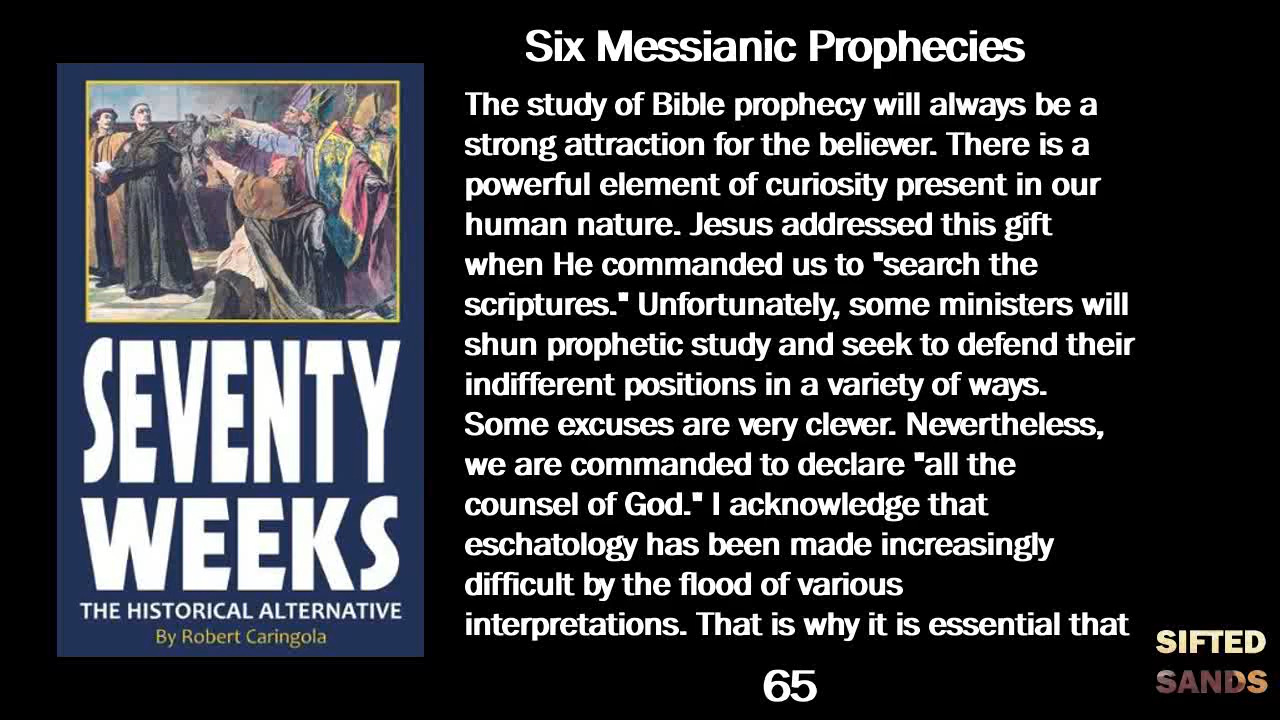 Six Messianic Prophecies
The study of Bible prophecy will always be a
strong attraction for the believer. There is a
powerful element of curiosity present in our
human nature. Jesus addressed this gift
when He commanded us to "search the
scriptures." Unfortunately, some ministers will
shun prophetic study and seek to defend their
indifferent positions in a variety of ways.
Some excuses are very clever. Nevertheless,
we are commanded to declare "all the
counsel of God." I acknowledge that
eschatology has been made increasingly
difficult by the flood of various
interpretations. That is why it is essential that
65
SEVENTY
WEEKS
THE HISTORICAL ALTERNATIVE
By Robert Caringola
SIFTED
SANDS